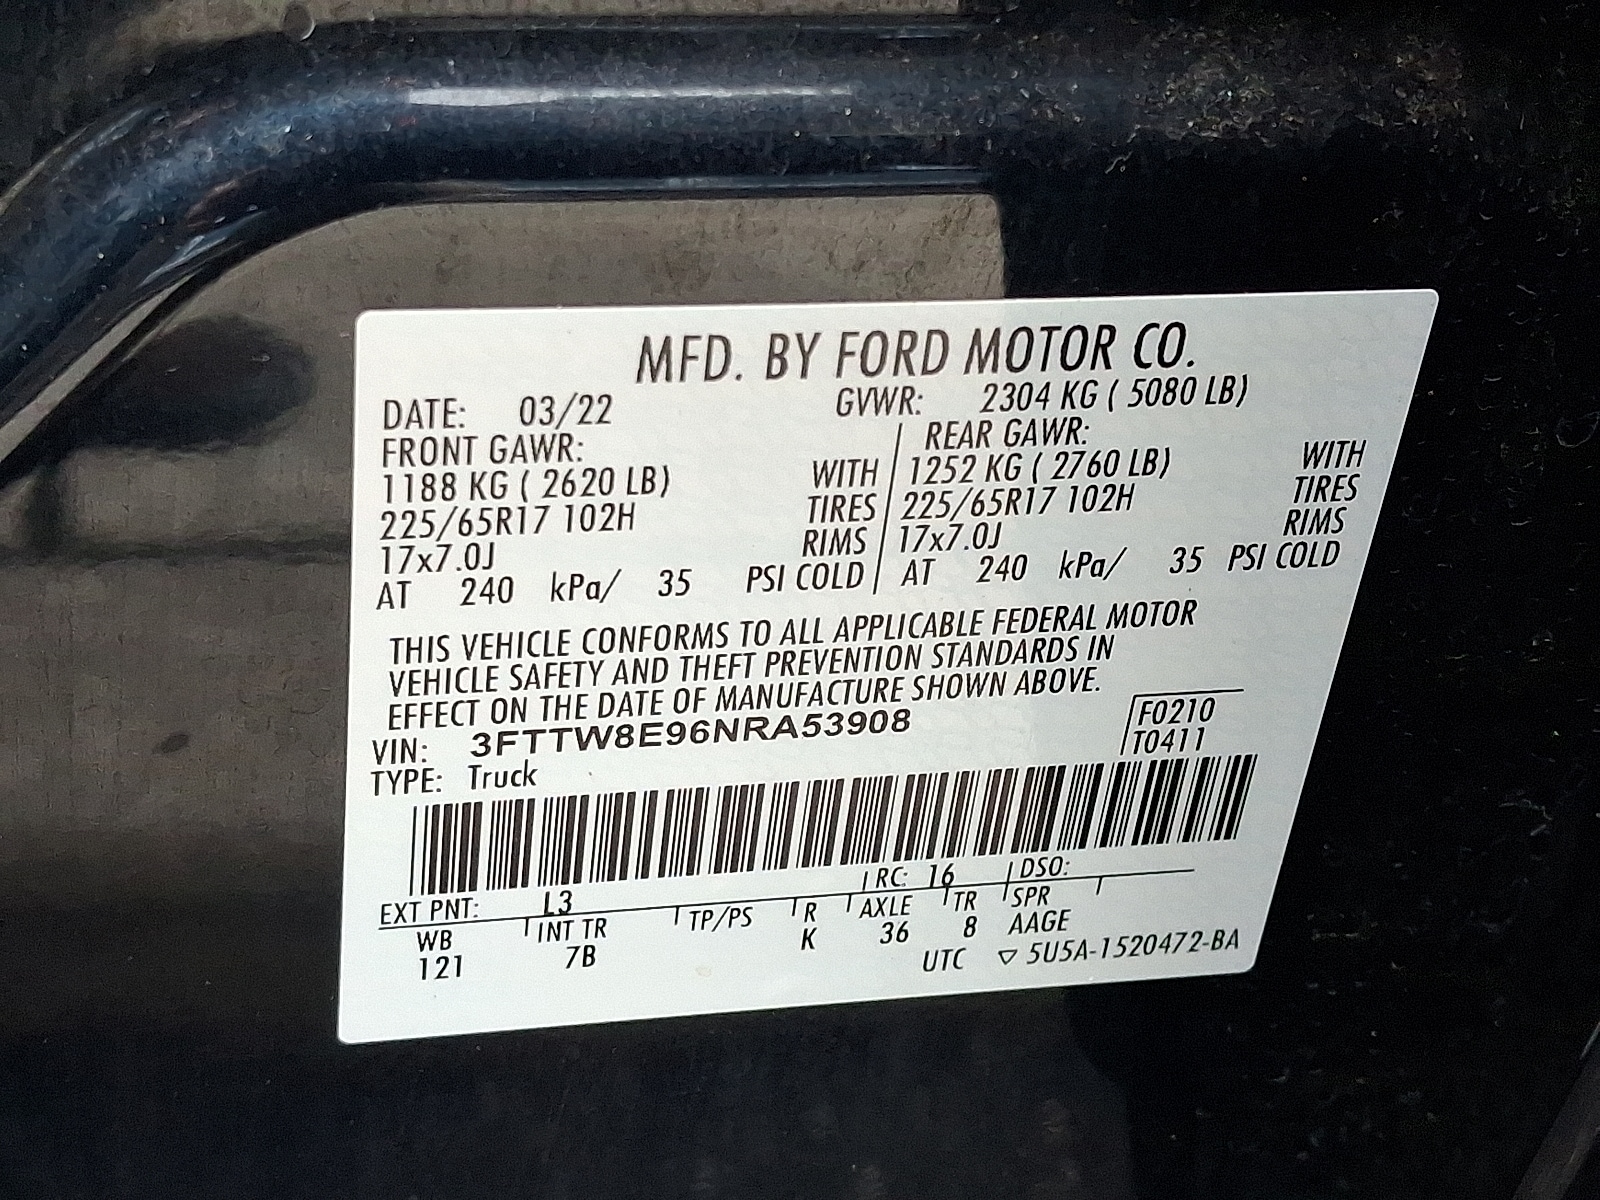 MFD. BY FORD MOTOR CO.
DATE: 03/22 GVWR: 2304 KG ( 5080 LB)
FRONT GAWR: REAR GAWR:
1188 KG ( 2620 LB) WITH 1252 KG ( 2760 LB) WITH
225/65R17 102H TIRES 225/65R17 102H TIRES
17x7.0J RIMS 17x7.0J RIMS
AT 240 kPa/ 35 PSI COLD AT 240 kPa/ 35 PSI COLD
THIS VEHICLE CONFORMS TO ALL APPLICABLE FEDERAL MOTOR
VEHICLE SAFETY AND THEFT PREVENTION STANDARDS IN
EFFECT ON THE DATE OF MANUFACTURE SHOWN ABOVE.
VIN: 3FTTW8E96NRA53908 F0210
TYPE: Truck T0411
EXT PNT: L3 RC: 16 DSO:
WB INT TR TP/PS R AXLE TR SPR
121 7B K 36 8 AAGE
UTC ▽ 5U5A-1520472-BA